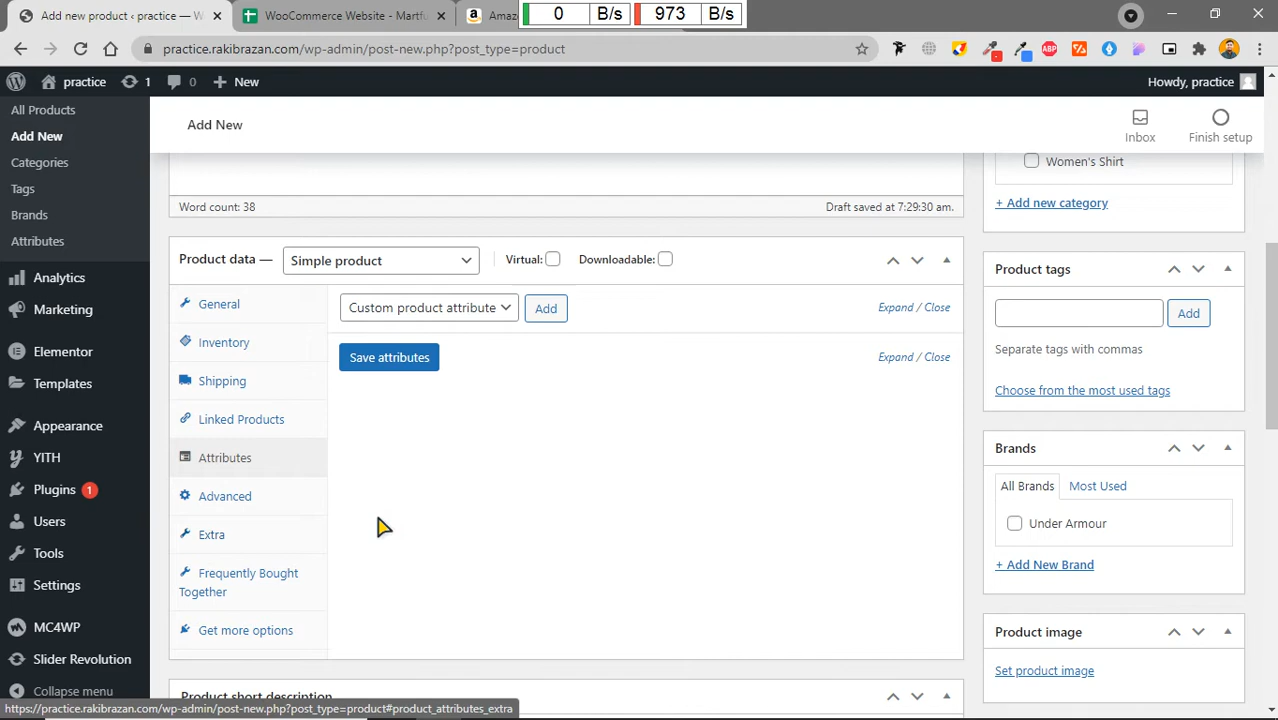 Add new product ‹ practice — W
WooCommerce Website - Martfu
Amaz
0 B/s 973 B/s
practice.rakibrazan.com/wp-admin/post-new.php?post_type=product
practice
1
0
New
Howdy, practice
All Products
Add New
Categories
Tags
Brands
Attributes
Analytics
Marketing
Elementor
Templates
Appearance
YITH
Plugins 1
Users
Tools
Settings
MC4WP
Slider Revolution
Collapse menu
Add New
Inbox
Finish setup
Word count: 38
Draft saved at 7:29:30 am.
Product data — Simple product Virtual: Downloadable:
General
Inventory
Shipping
Linked Products
Attributes
Advanced
Extra
Frequently Bought
Together
Get more options
Custom product attribute Add Expand / Close
Save attributes Expand / Close
Product short description
Women's Shirt
+ Add new category
Product tags
Add
Separate tags with commas
Choose from the most used tags
Brands
All Brands Most Used
Under Armour
+ Add New Brand
Product image
Set product image
https://practice.rakibrazan.com/wp-admin/post-new.php?post_type=product#product_attributes_extra
ABP